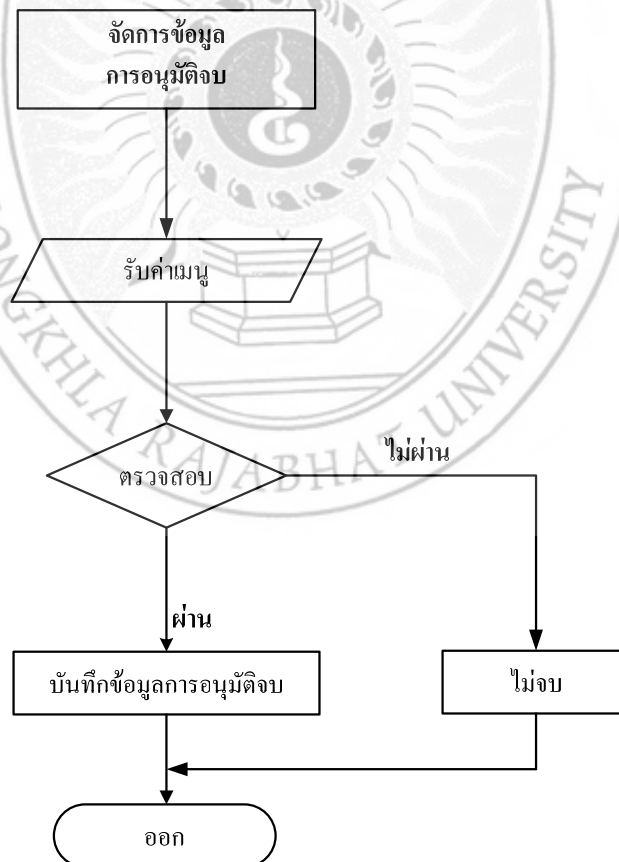 จัดการข้อมูล
การอนุมัติจบ
รับค่าเมนู
ตรวจสอบ
ไม่ผ่าน
ผ่าน
บันทึกข้อมูลการอนุมัติจบ
ไม่จบ
ออก
RAJABHAT UNIVERSITY